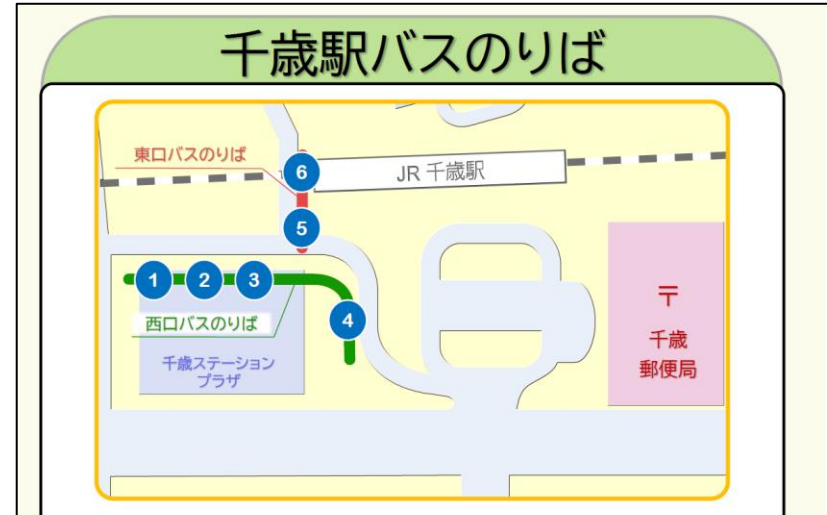 千歳駅バスのりば
東口バスのりば
6
JR 千歳駅
5
1
2
3
4
西口バスのりば
千歳ステーション
プラザ
〒
千歳
郵便局